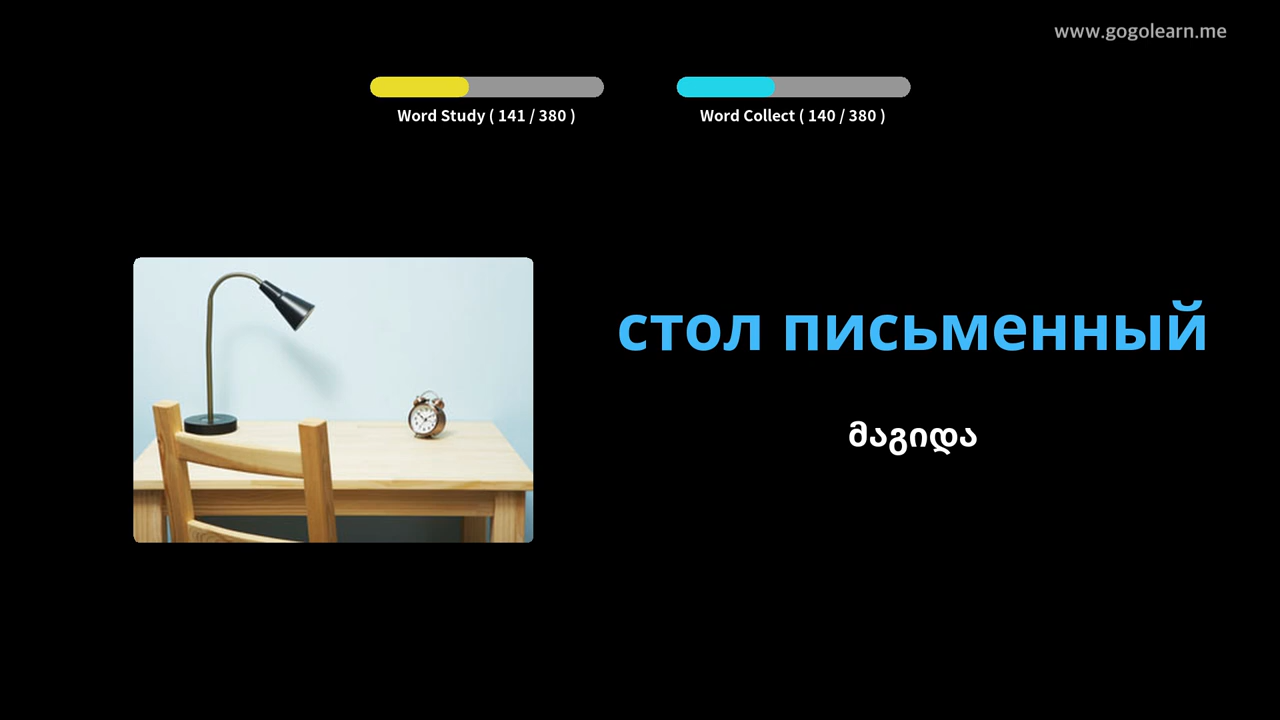 www.gogolearn.me
Word Study ( 141 / 380 )
Word Collect ( 140 / 380 )
стол письменный
მაგიდა